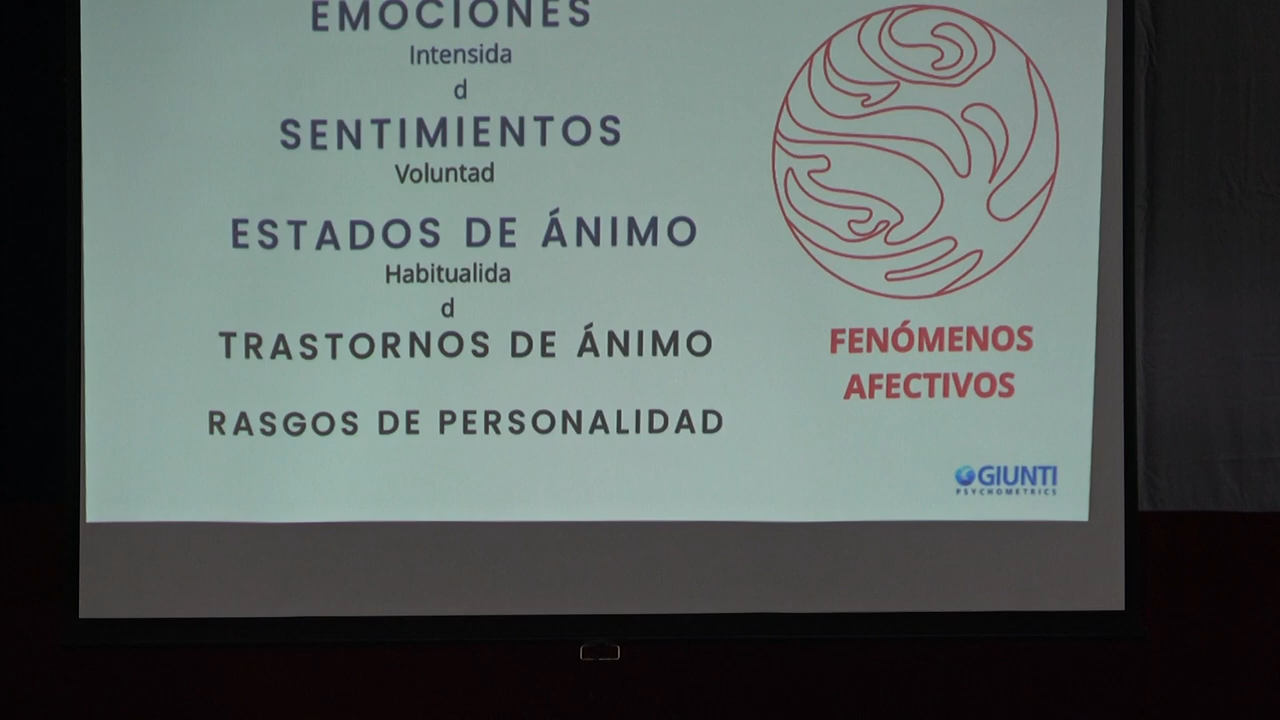 EMOCIONES
Intensida
d
SENTIMIENTOS
Voluntad
ESTADOS DE ÁNIMO
Habitualida
d
TRASTORNOS DE ÁNIMO
RASGOS DE PERSONALIDAD
FENÓMENOS
AFECTIVOS
GIUNTI
PSYCHOMETRICS